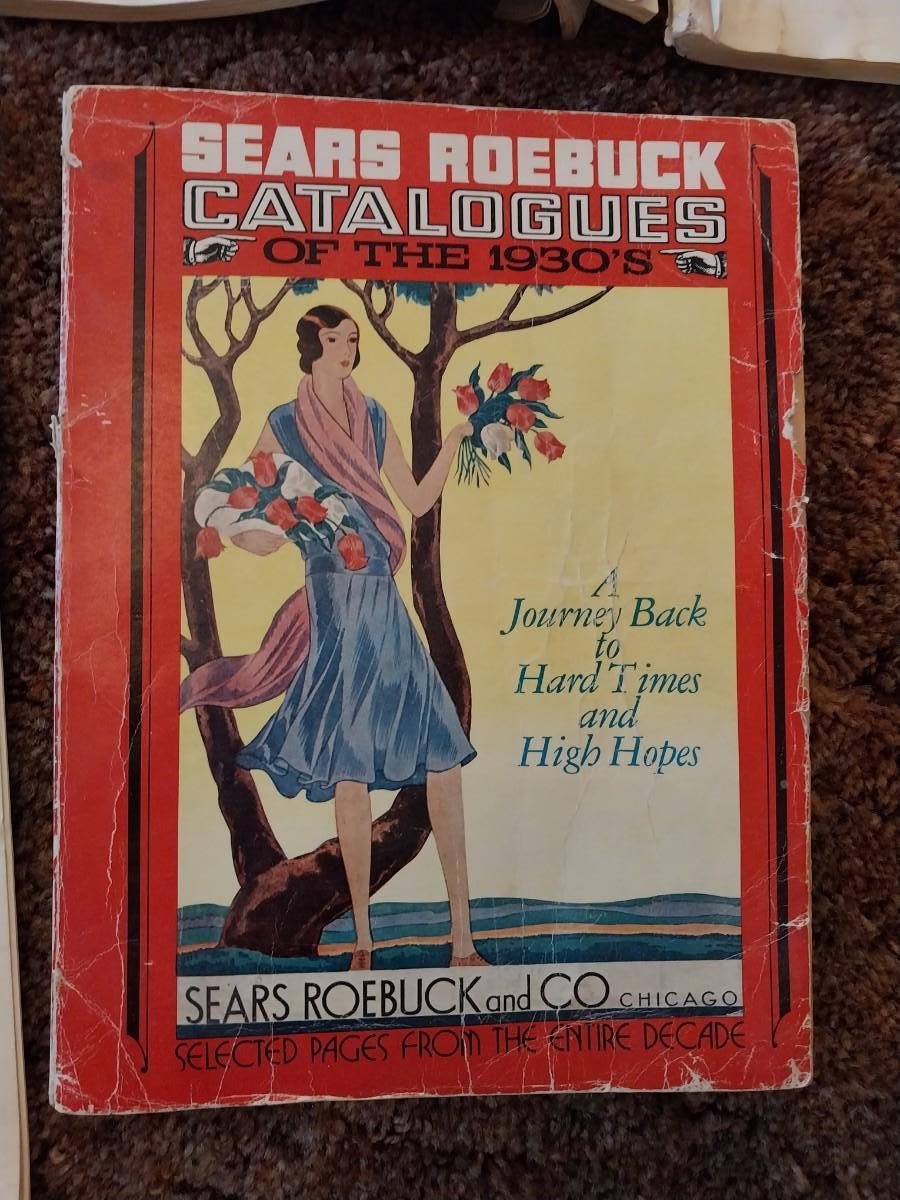 SEARS ROEBUCK
CATALOGUES
OF THE 1930'S
A
Journey Back
to
Hard Times
and
High Hopes
SEARS ROEBUCK and CO CHICAGO
SELECTED PAGES FROM THE ENTIRE DECADE